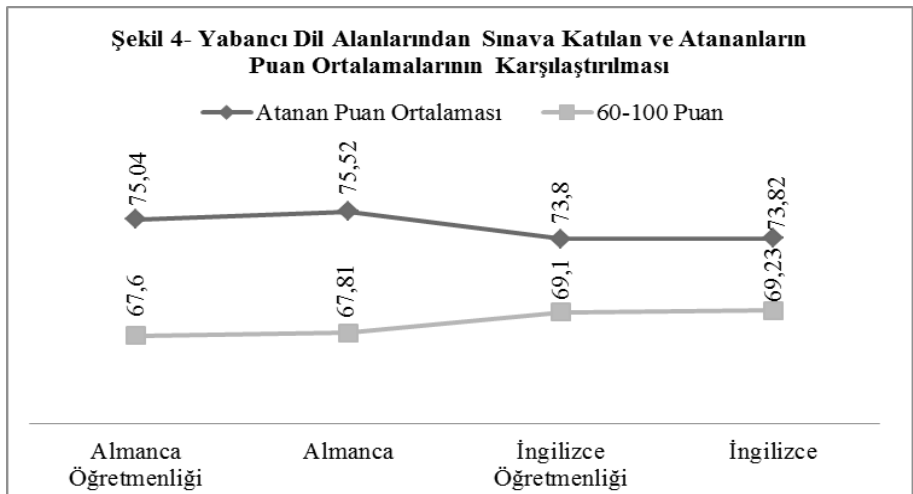 Şekil 4- Yabancı Dil Alanlarından Sınava Katılan ve Atananların
Puan Ortalamalarının Karşılaştırılması
Atanan Puan Ortalaması
60-100 Puan
75,04
75,52
73,8
73,82
67,6
67,81
69,1
69,23
Almanca
Öğretmenliği
Almanca
İngilizce
Öğretmenliği
İngilizce